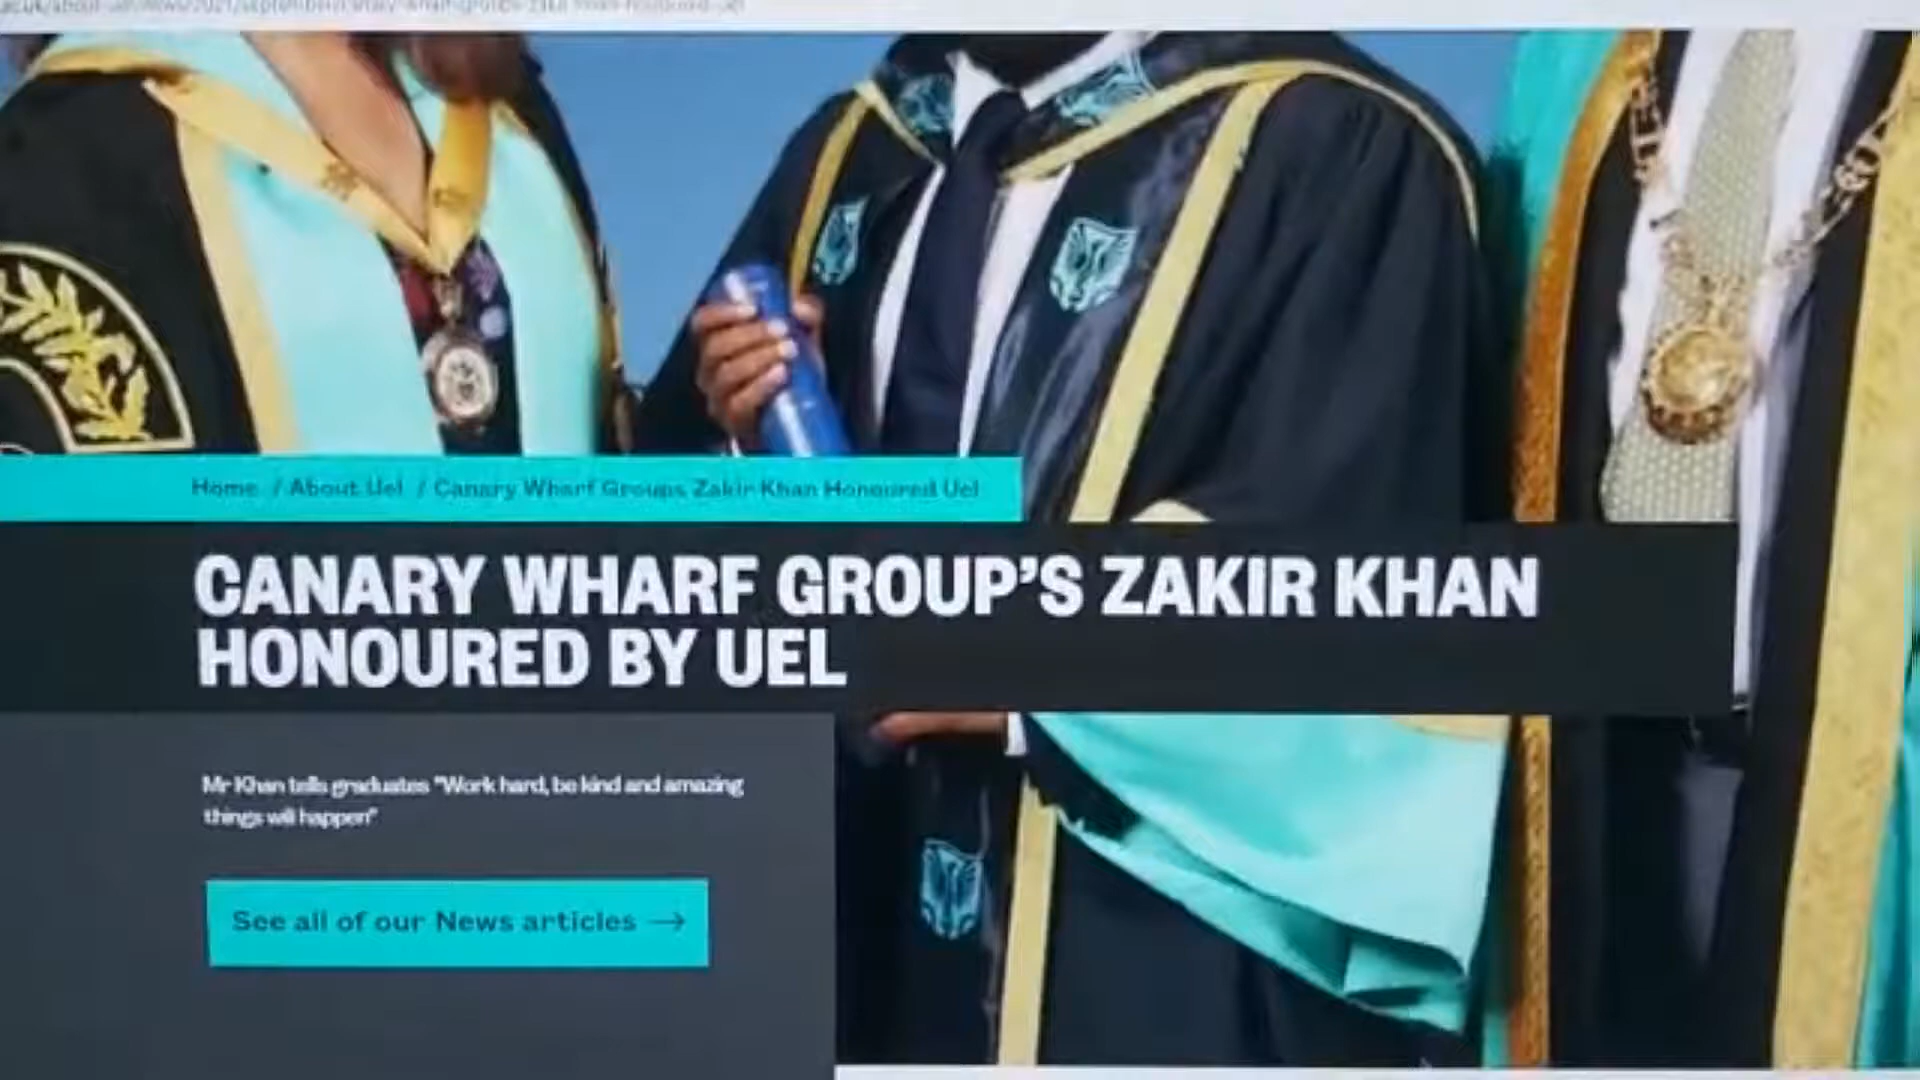 Home / About Uel / Canary Wharf Groups Zakir Khan Honoured Uel
CANARY WHARF GROUP'S ZAKIR KHAN
HONOURED BY UEL
Mr Khan tells graduates "Work hard, be kind and amazing
things will happen"
See all of our News articles →